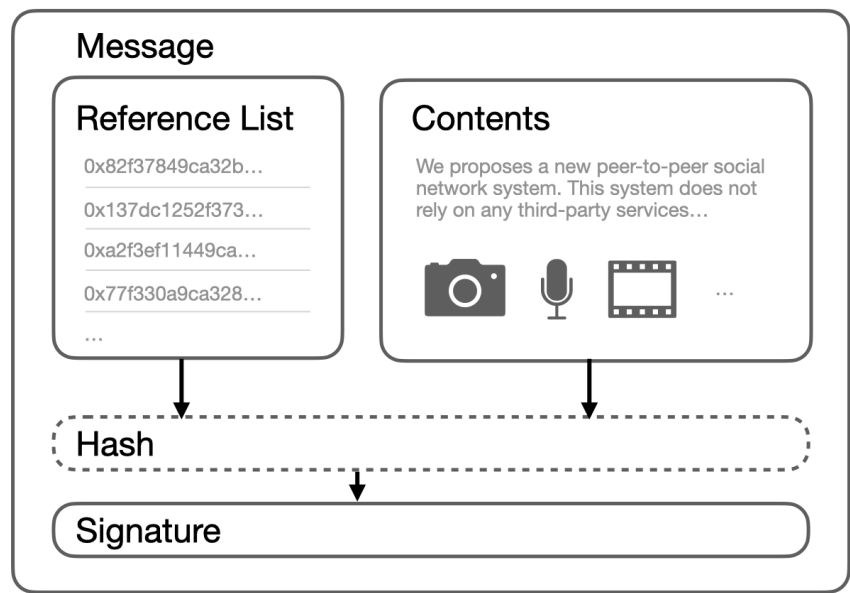 Message
Reference List
0x82f37849ca32b...
0x137dc1252f373...
0xa2f3ef11449ca...
0x77f330a9ca328...
...
Contents
We proposes a new peer-to-peer social
network system. This system does not
rely on any third-party services...
...
Hash
Signature